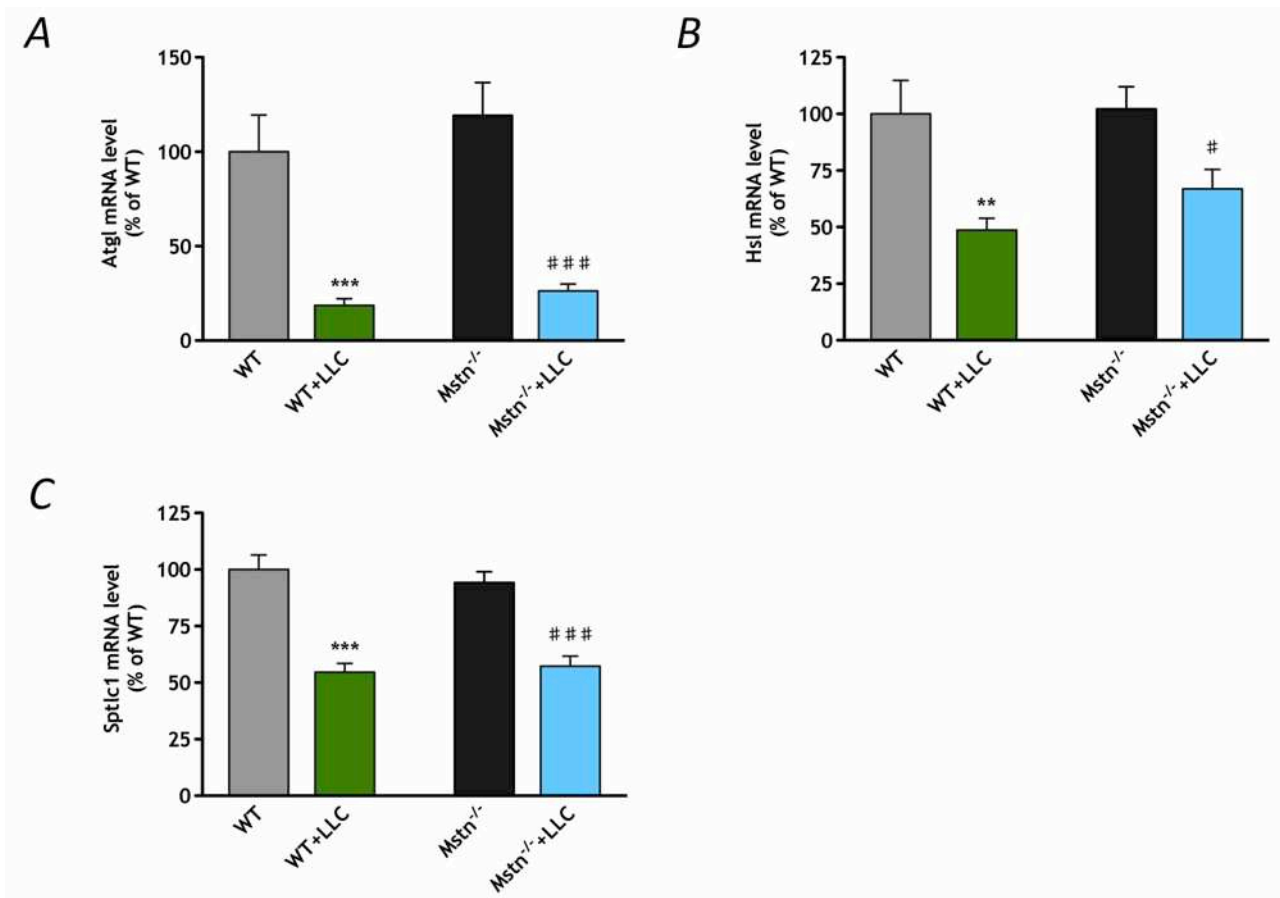 A
Atgl mRNA level
(% of WT)
150
100
50
0
***
###
WT
WT+LLC
Mstn-/-
Mstn-/-+LLC
B
Hsl mRNA level
(% of WT)
125
100
75
50
25
0
**
#
WT
WT+LLC
Mstn-/-
Mstn-/-+LLC
C
Sptlc1 mRNA level
(% of WT)
125
100
75
50
25
0
***
###
WT
WT+LLC
Mstn-/-
Mstn-/-+LLC